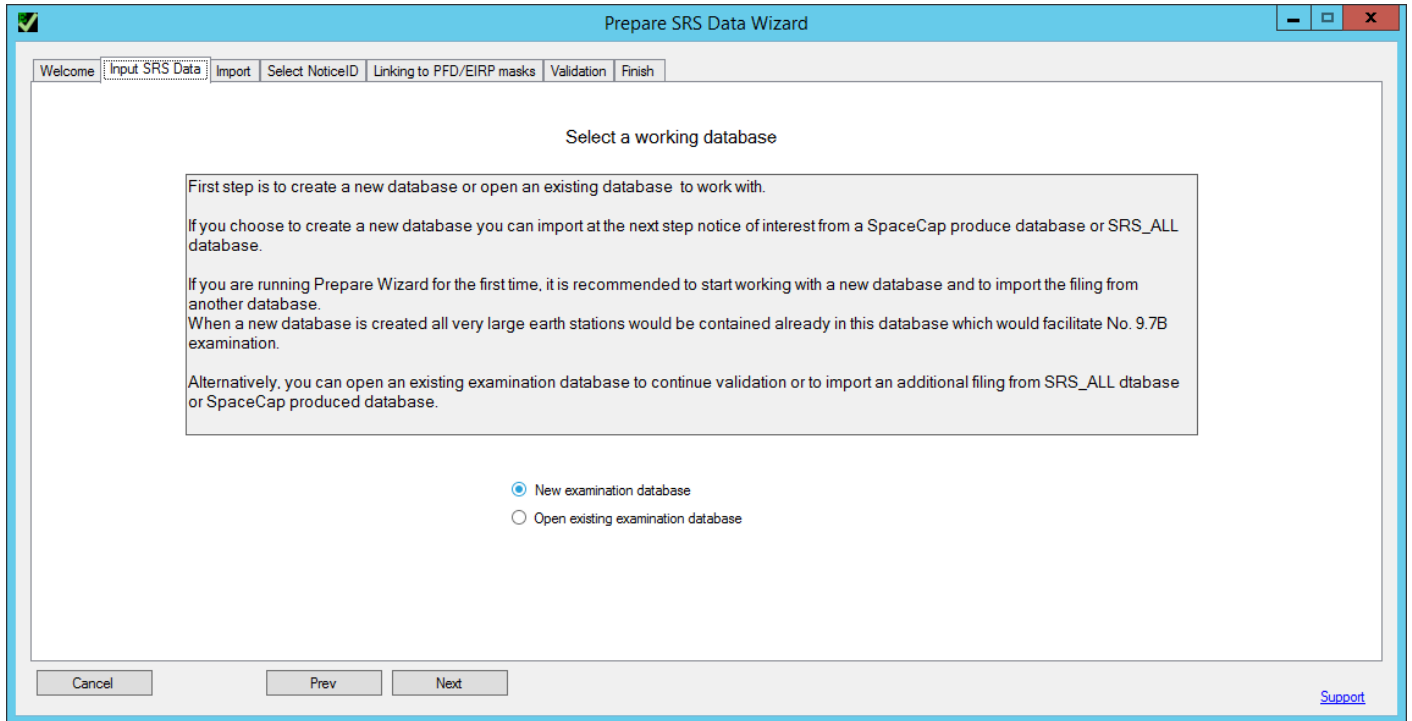 Prepare SRS Data Wizard
Welcome Input SRS Data Import Select NoticeID Linking to PFD/EIRP masks Validation Finish
Select a working database
First step is to create a new database or open an existing database  to work with.
If you choose to create a new database you can import at the next step notice of interest from a SpaceCap produce database or SRS_ALL
database.
If you are running Prepare Wizard for the first time, it is recommended to start working with a new database and to import the filing from
another database.
When a new database is created all very large earth stations would be contained already in this database which would facilitate No. 9.7B
examination.
Alternatively, you can open an existing examination database to continue validation or to import an additional filing from SRS_ALL dtabase
or SpaceCap produced database.
New examination database
Open existing examination database
Cancel Prev Next
Support